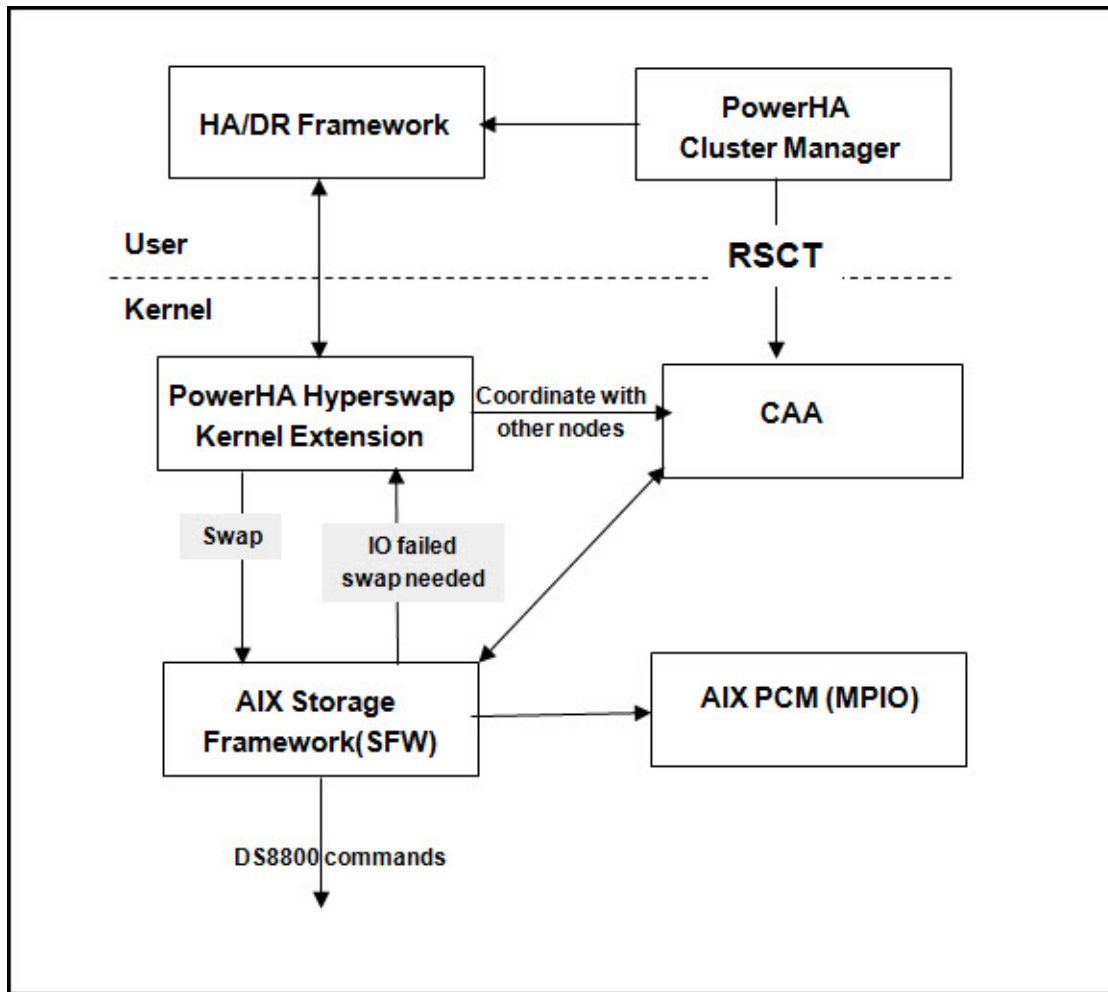 HA/DR Framework
PowerHA
Cluster Manager
User
RSCT
Kernel
PowerHA Hyperswap
Kernel Extension
Coordinate with
other nodes
CAA
Swap
IO failed
swap needed
AIX Storage
Framework(SFW)
AIX PCM (MPIO)
DS8800 commands